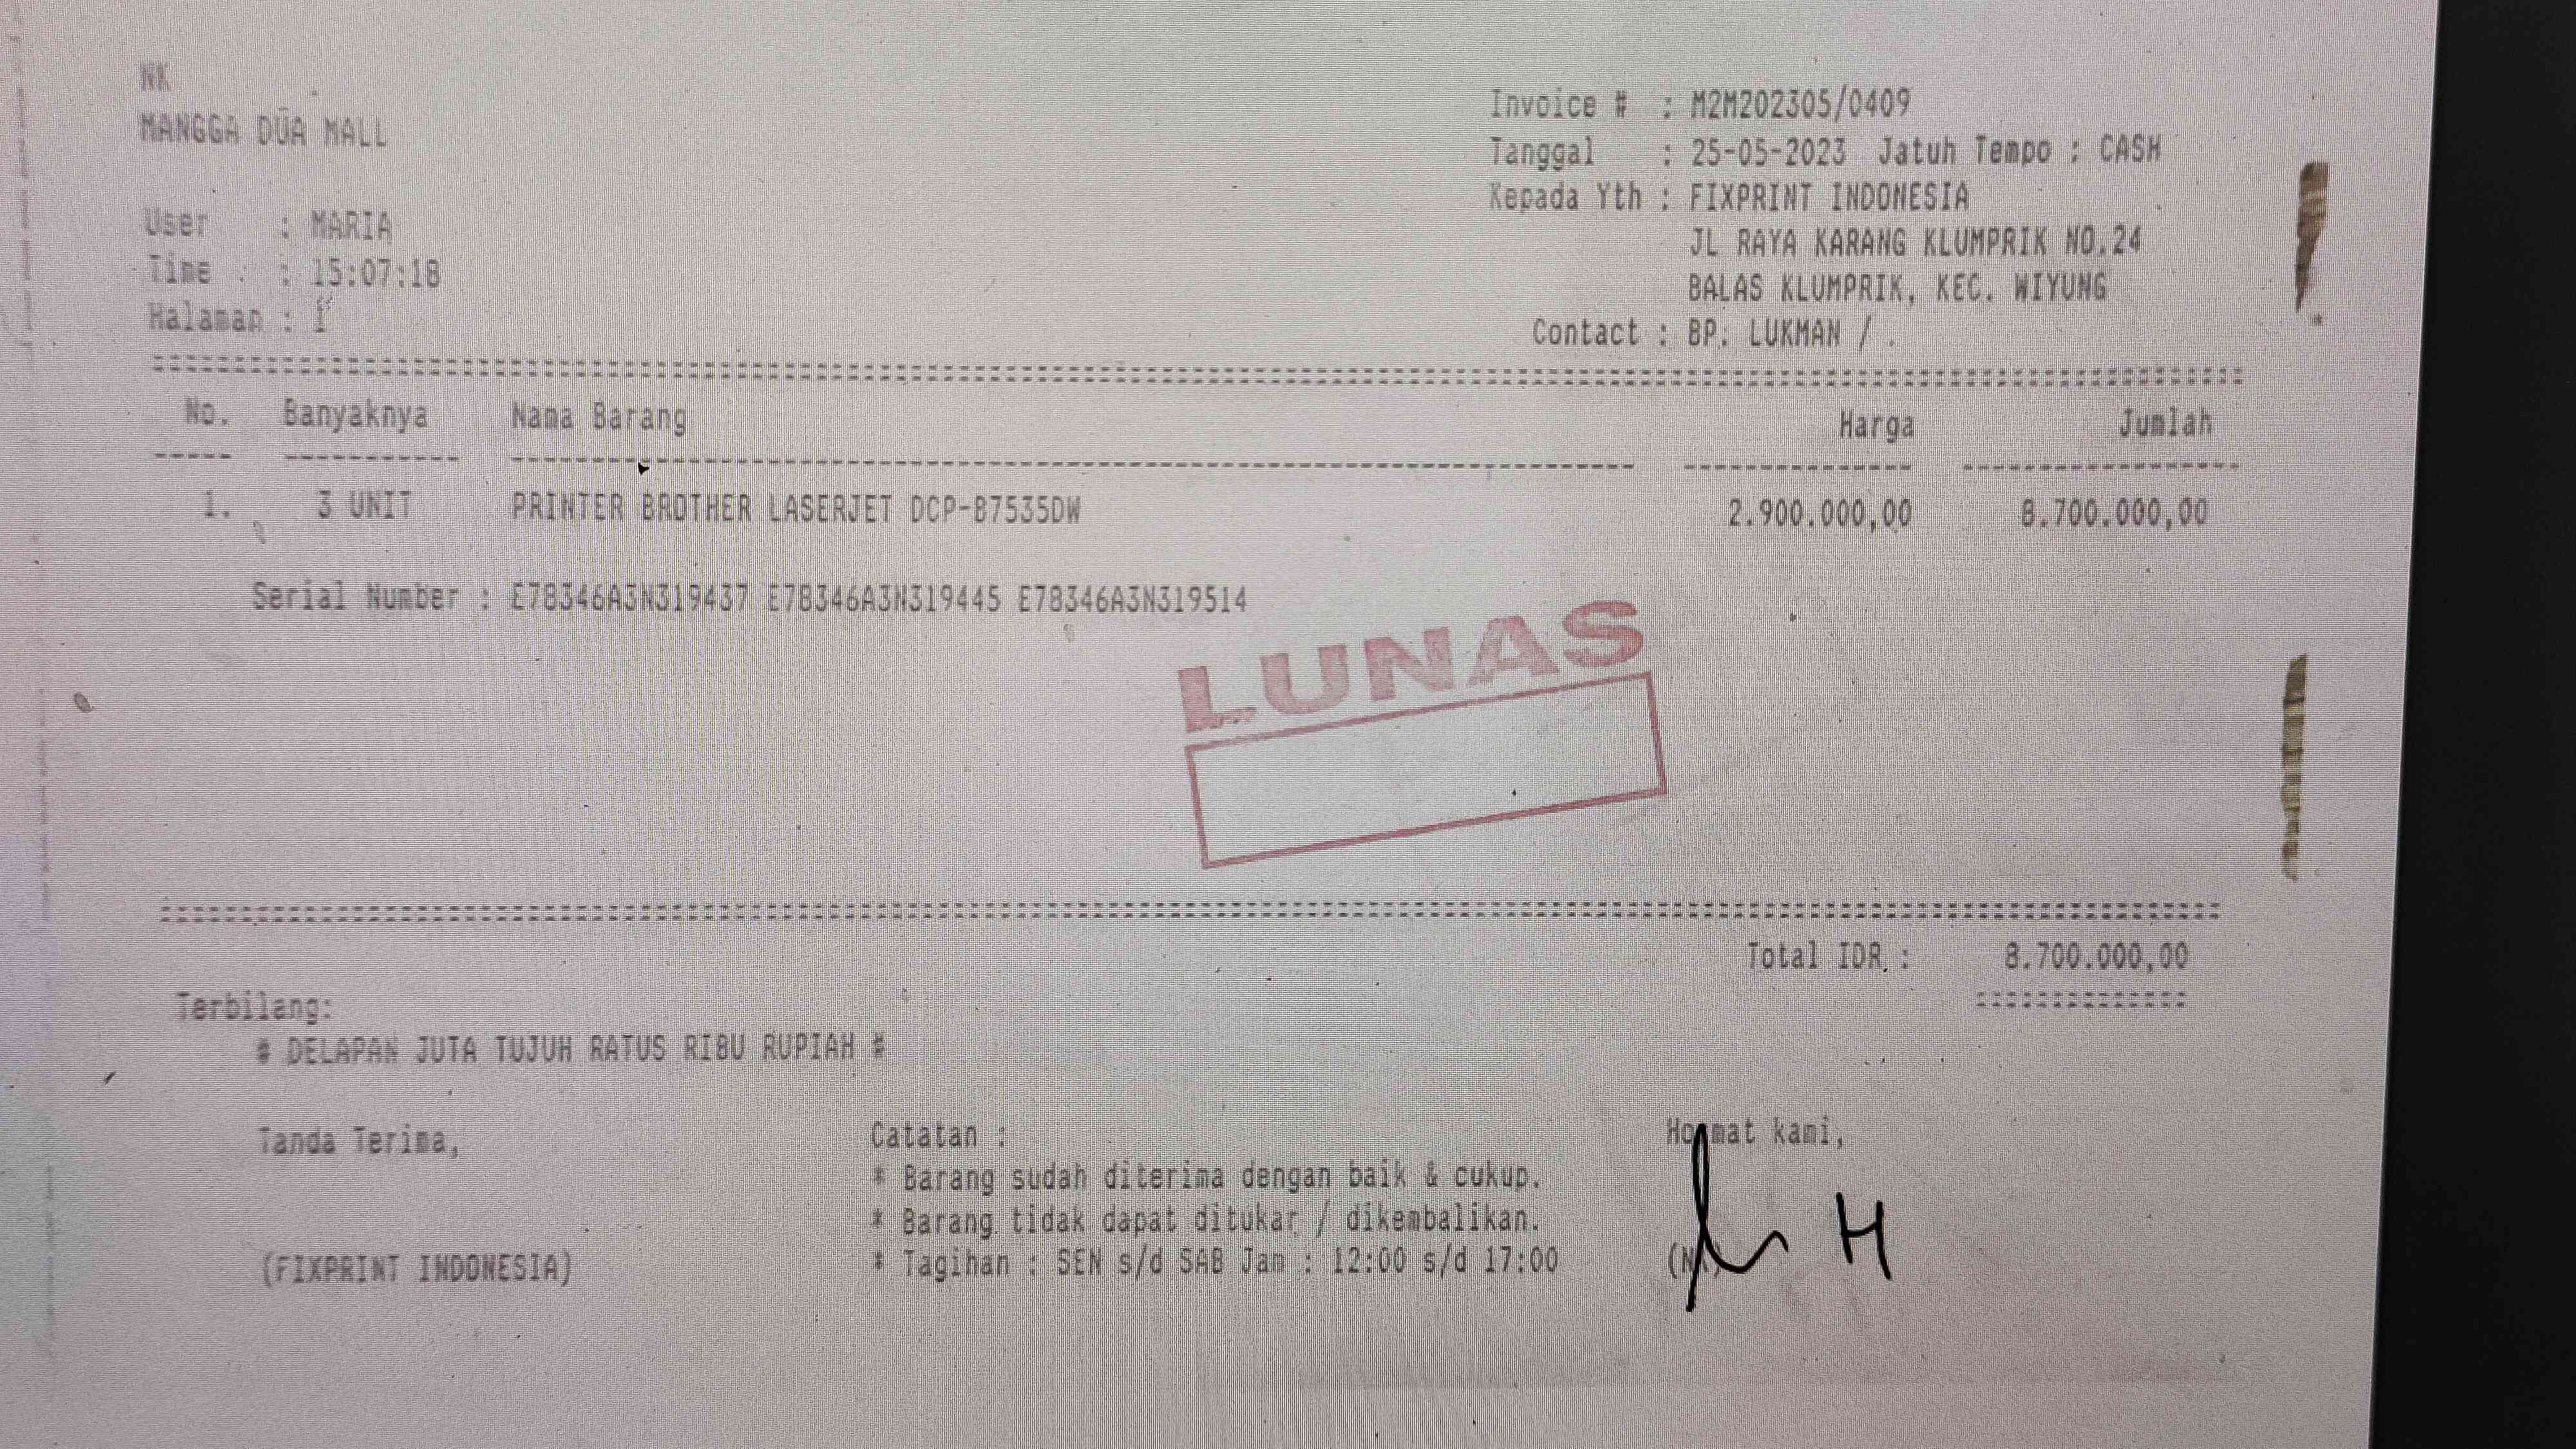 NK
MANGGA DUA MALL
User : MARIA
Time : 15:07:18
Halaman : 1
Invoice # : M2M202305/0409
Tanggal : 25-05-2023 Jatuh Tempo : CASH
Kepada Yth : FIXPRINT INDONESIA
JL RAYA KARANG KLUMPRIK NO.24
BALAS KLUMPRIK, KEC. WIYUNG
Contact : BP. LUKMAN / .
No. Banyaknya Nama Barang Harga Jumlah
1. 3 UNIT PRINTER BROTHER LASERJET DCP-B7535DW 2.900.000,00 8.700.000,00
Serial Number : E78346A3N319437 E78346A3N319445 E78346A3N319514
LUNAS
Total IDR. : 8.700.000,00
Terbilang:
# DELAPAN JUTA TUJUH RATUS RIBU RUPIAH #
Tanda Terima,
(FIXPRINT INDONESIA)
Catatan :
* Barang sudah diterima dengan baik & cukup.
* Barang tidak dapat ditukar / dikembalikan.
* Tagihan : SEN s/d SAB Jam : 12:00 s/d 17:00
Hormat kami,
(NK)